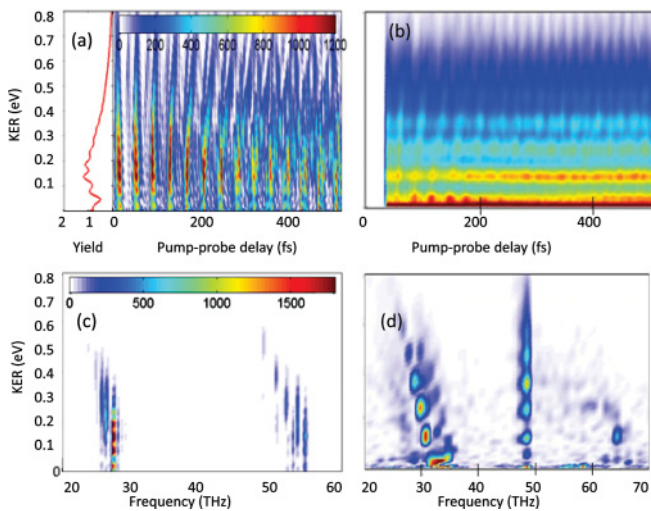 0.8
0.7
0.6
0.5
0.4
0.3
0.2
0.1
KER (eV)
(a)
0 200 400 600 800 1000 1200
(b)
2 1 0 200 400
Yield Pump-probe delay (fs)
0 200 400
Pump-probe delay (fs)
0.8
0.7
0.6
0.5
0.4
0.3
0.2
0.1
0
KER (eV)
0 500 1000 1500
(c)
(d)
20 30 40 50 60
Frequency (THz)
20 30 40 50 60 70
Frequency (THz)